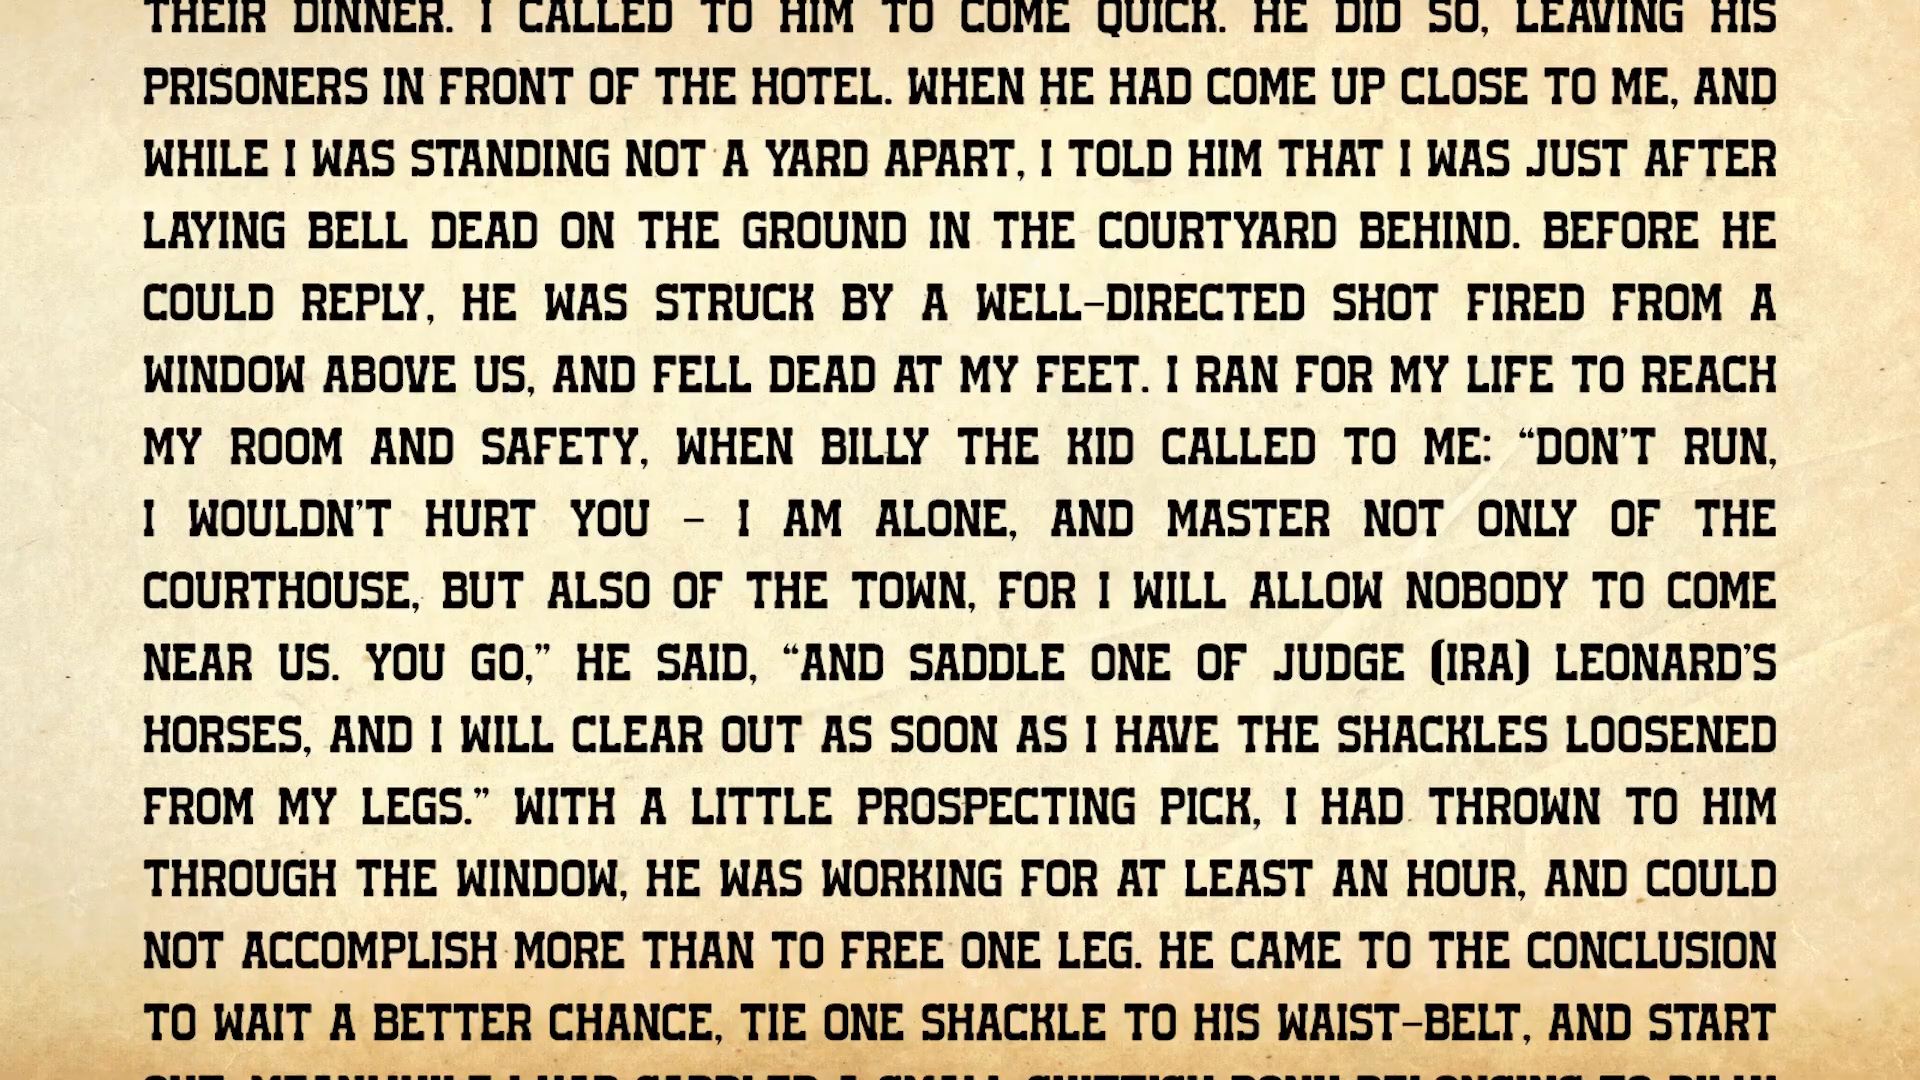 THEIR DINNER. I CALLED TO HIM TO COME QUICK. HE DID SO, LEAVING HIS
PRISONERS IN FRONT OF THE HOTEL. WHEN HE HAD COME UP CLOSE TO ME, AND
WHILE I WAS STANDING NOT A YARD APART, I TOLD HIM THAT I WAS JUST AFTER
LAYING BELL DEAD ON THE GROUND IN THE COURTYARD BEHIND. BEFORE HE
COULD REPLY, HE WAS STRUCK BY A WELL–DIRECTED SHOT FIRED FROM A
WINDOW ABOVE US, AND FELL DEAD AT MY FEET. I RAN FOR MY LIFE TO REACH
MY ROOM AND SAFETY, WHEN BILLY THE KID CALLED TO ME: “DON’T RUN,
I WOULDN’T HURT YOU – I AM ALONE, AND MASTER NOT ONLY OF THE
COURTHOUSE, BUT ALSO OF THE TOWN, FOR I WILL ALLOW NOBODY TO COME
NEAR US. YOU GO,” HE SAID, “AND SADDLE ONE OF JUDGE (IRA) LEONARD’S
HORSES, AND I WILL CLEAR OUT AS SOON AS I HAVE THE SHACKLES LOOSENED
FROM MY LEGS.” WITH A LITTLE PROSPECTING PICK, I HAD THROWN TO HIM
THROUGH THE WINDOW, HE WAS WORKING FOR AT LEAST AN HOUR, AND COULD
NOT ACCOMPLISH MORE THAN TO FREE ONE LEG. HE CAME TO THE CONCLUSION
TO WAIT A BETTER CHANCE, TIE ONE SHACKLE TO HIS WAIST–BELT, AND START